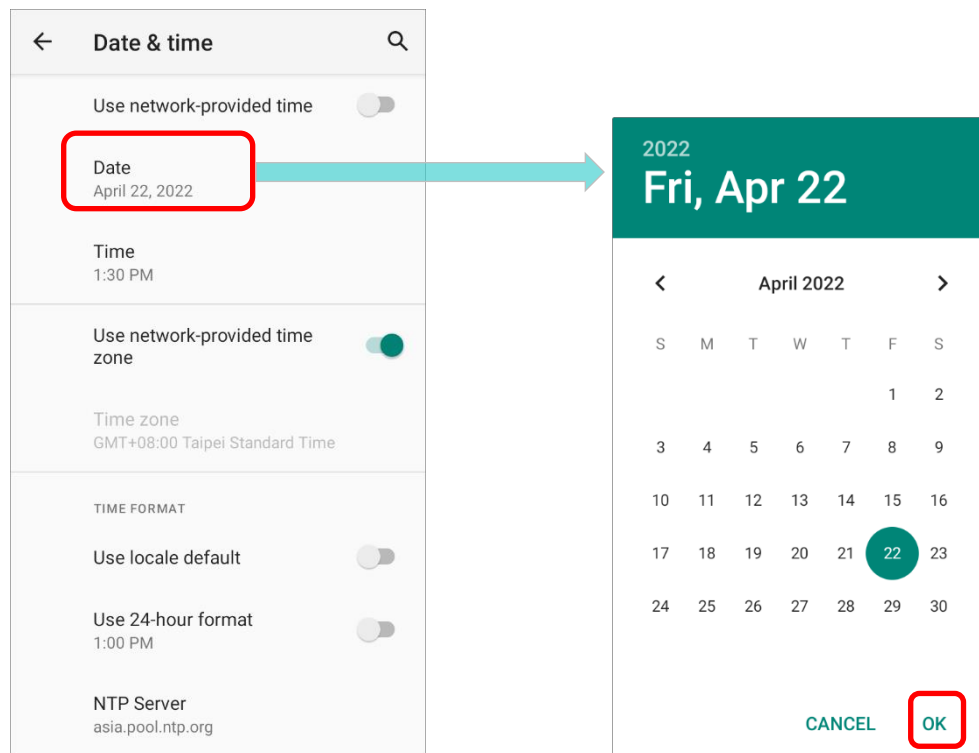 Date & time
Use network-provided time
Date
April 22, 2022
Time
1:30 PM
Use network-provided time
zone
Time zone
GMT+08:00 Taipei Standard Time
TIME FORMAT
Use locale default
Use 24-hour format
1:00 PM
NTP Server
asia.pool.ntp.org
2022
Fri, Apr 22
April 2022
S M T W T F S
1 2
3 4 5 6 7 8 9
10 11 12 13 14 15 16
17 18 19 20 21 22 23
24 25 26 27 28 29 30
CANCEL OK